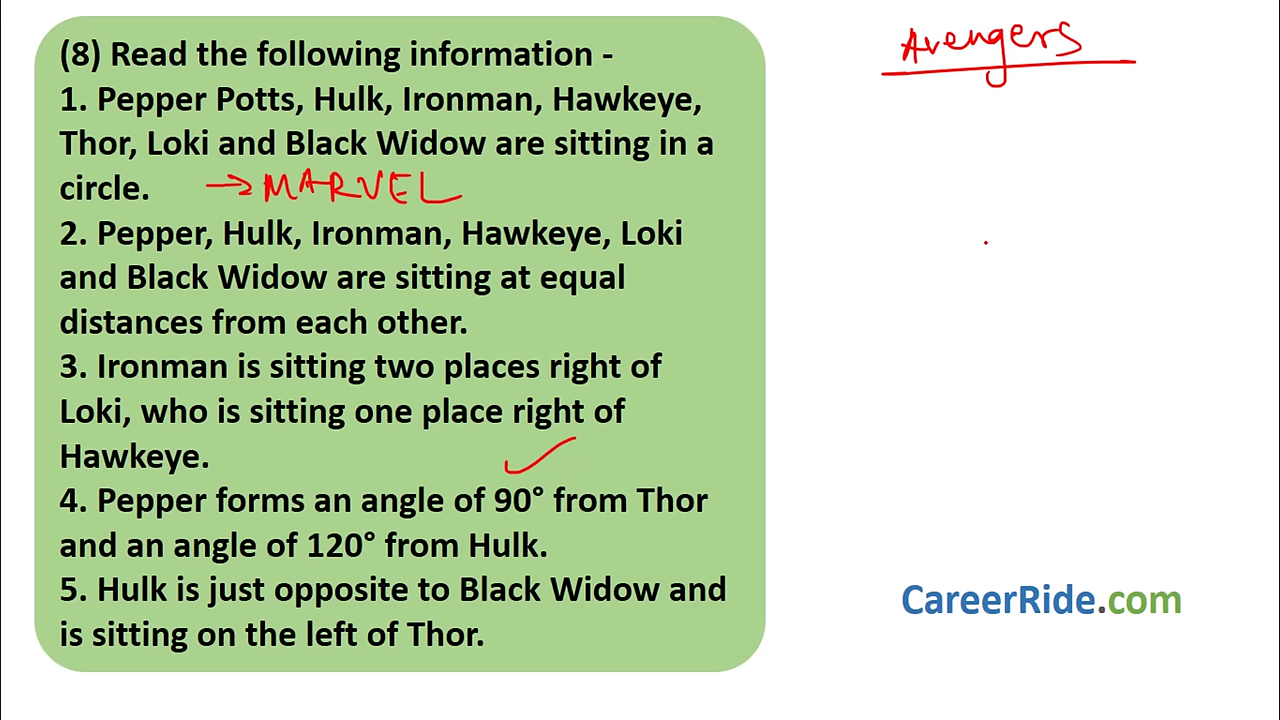 Avengers
(8) Read the following information -
1. Pepper Potts, Hulk, Ironman, Hawkeye,
Thor, Loki and Black Widow are sitting in a
circle. → MARVEL
2. Pepper, Hulk, Ironman, Hawkeye, Loki
and Black Widow are sitting at equal
distances from each other.
3. Ironman is sitting two places right of
Loki, who is sitting one place right of
Hawkeye.
4. Pepper forms an angle of 90° from Thor
and an angle of 120° from Hulk.
5. Hulk is just opposite to Black Widow and
is sitting on the left of Thor.
CareerRide.com